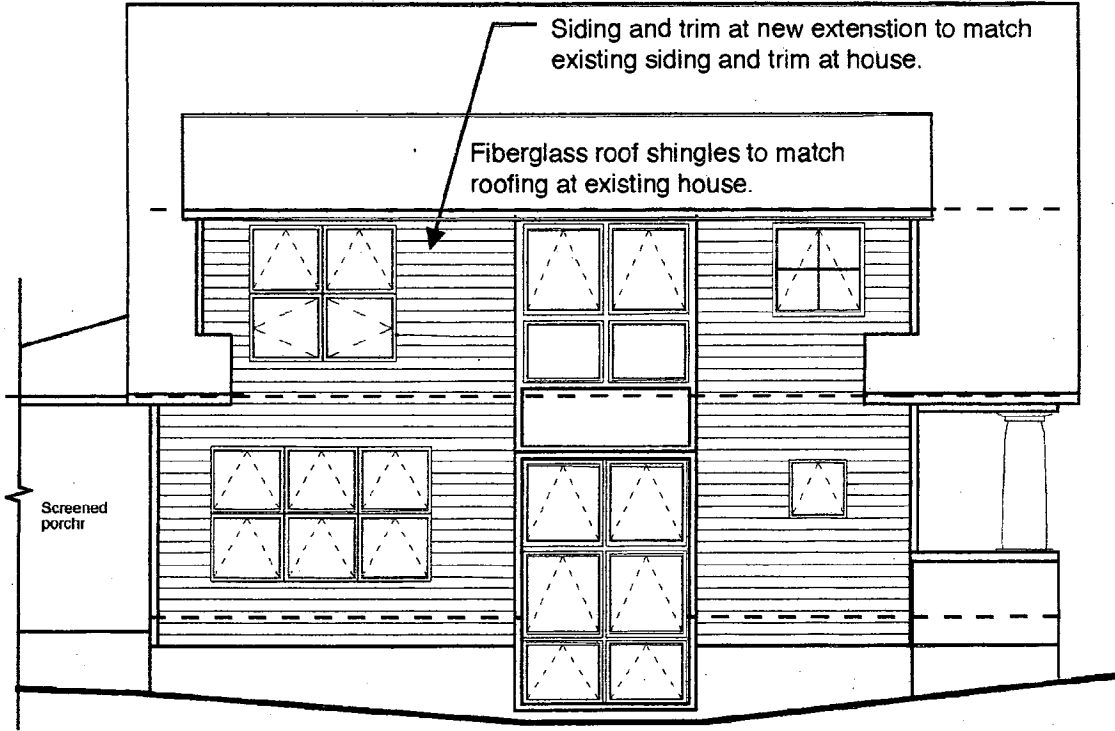 Siding and trim at new extenstion to match
existing siding and trim at house.
Fiberglass roof shingles to match
roofing at existing house.
Screened
porchr